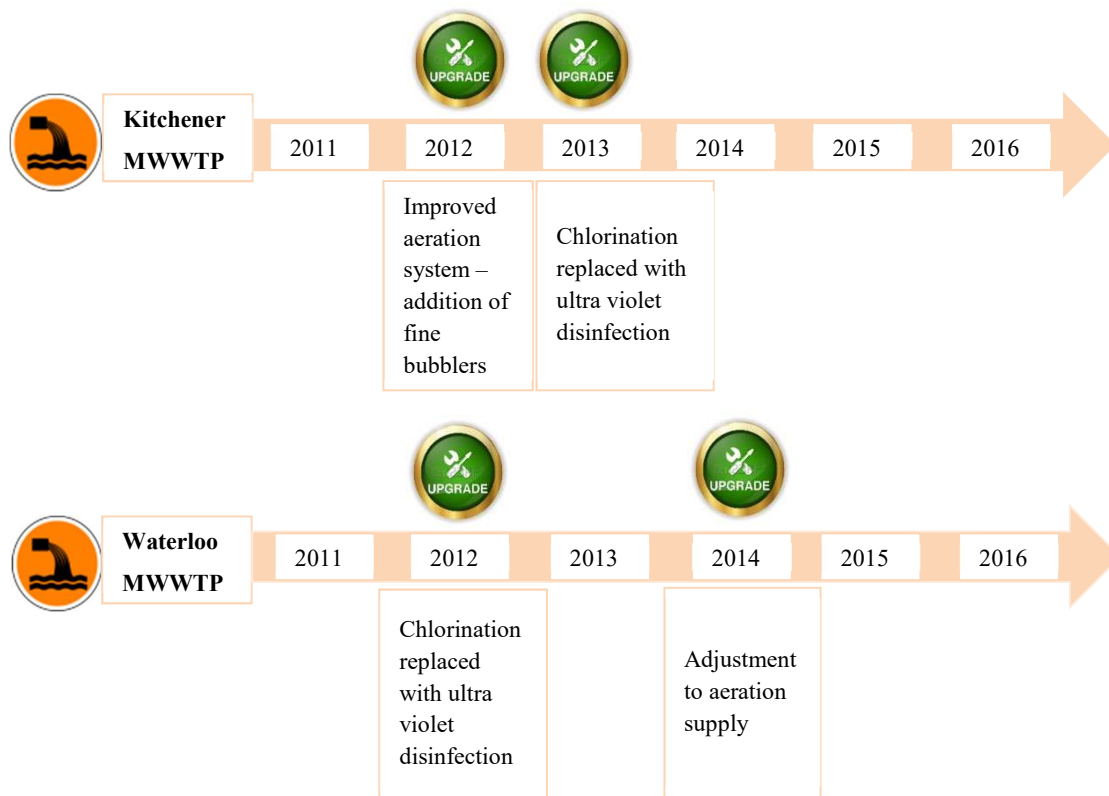 UPGRADE
UPGRADE
Kitchener
MWWTP
2011
2012
2013
2014
2015
2016
Improved
aeration
system –
addition of
fine
bubblers
Chlorination
replaced with
ultra violet
disinfection
UPGRADE
UPGRADE
Waterloo
MWWTP
2011
2012
2013
2014
2015
2016
Chlorination
replaced
with ultra
violet
disinfection
Adjustment
to aeration
supply